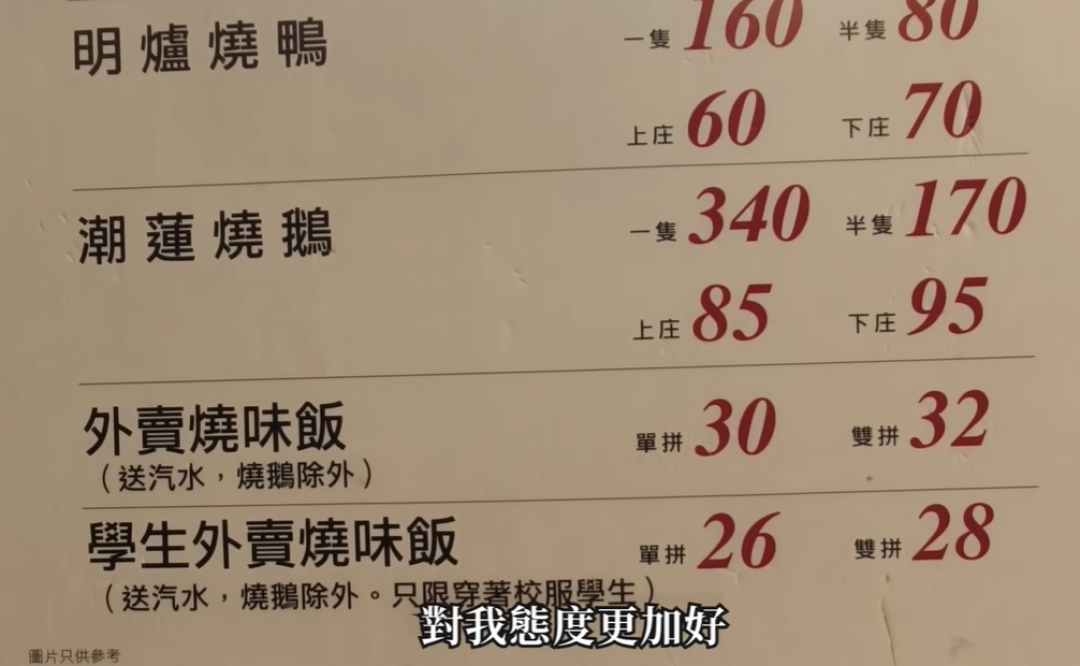 明爐燒鴨 一隻 160 半隻 80
上庄 60 下庄 70
潮蓮燒鵝 一隻 340 半隻 170
上庄 85 下庄 95
外賣燒味飯 單拼 30 雙拼 32
(送汽水，燒鵝除外)
學生外賣燒味飯 單拼 26 雙拼 28
(送汽水，燒鵝除外。只限穿著校服學生)
對我態度更加好
圖片只供參考